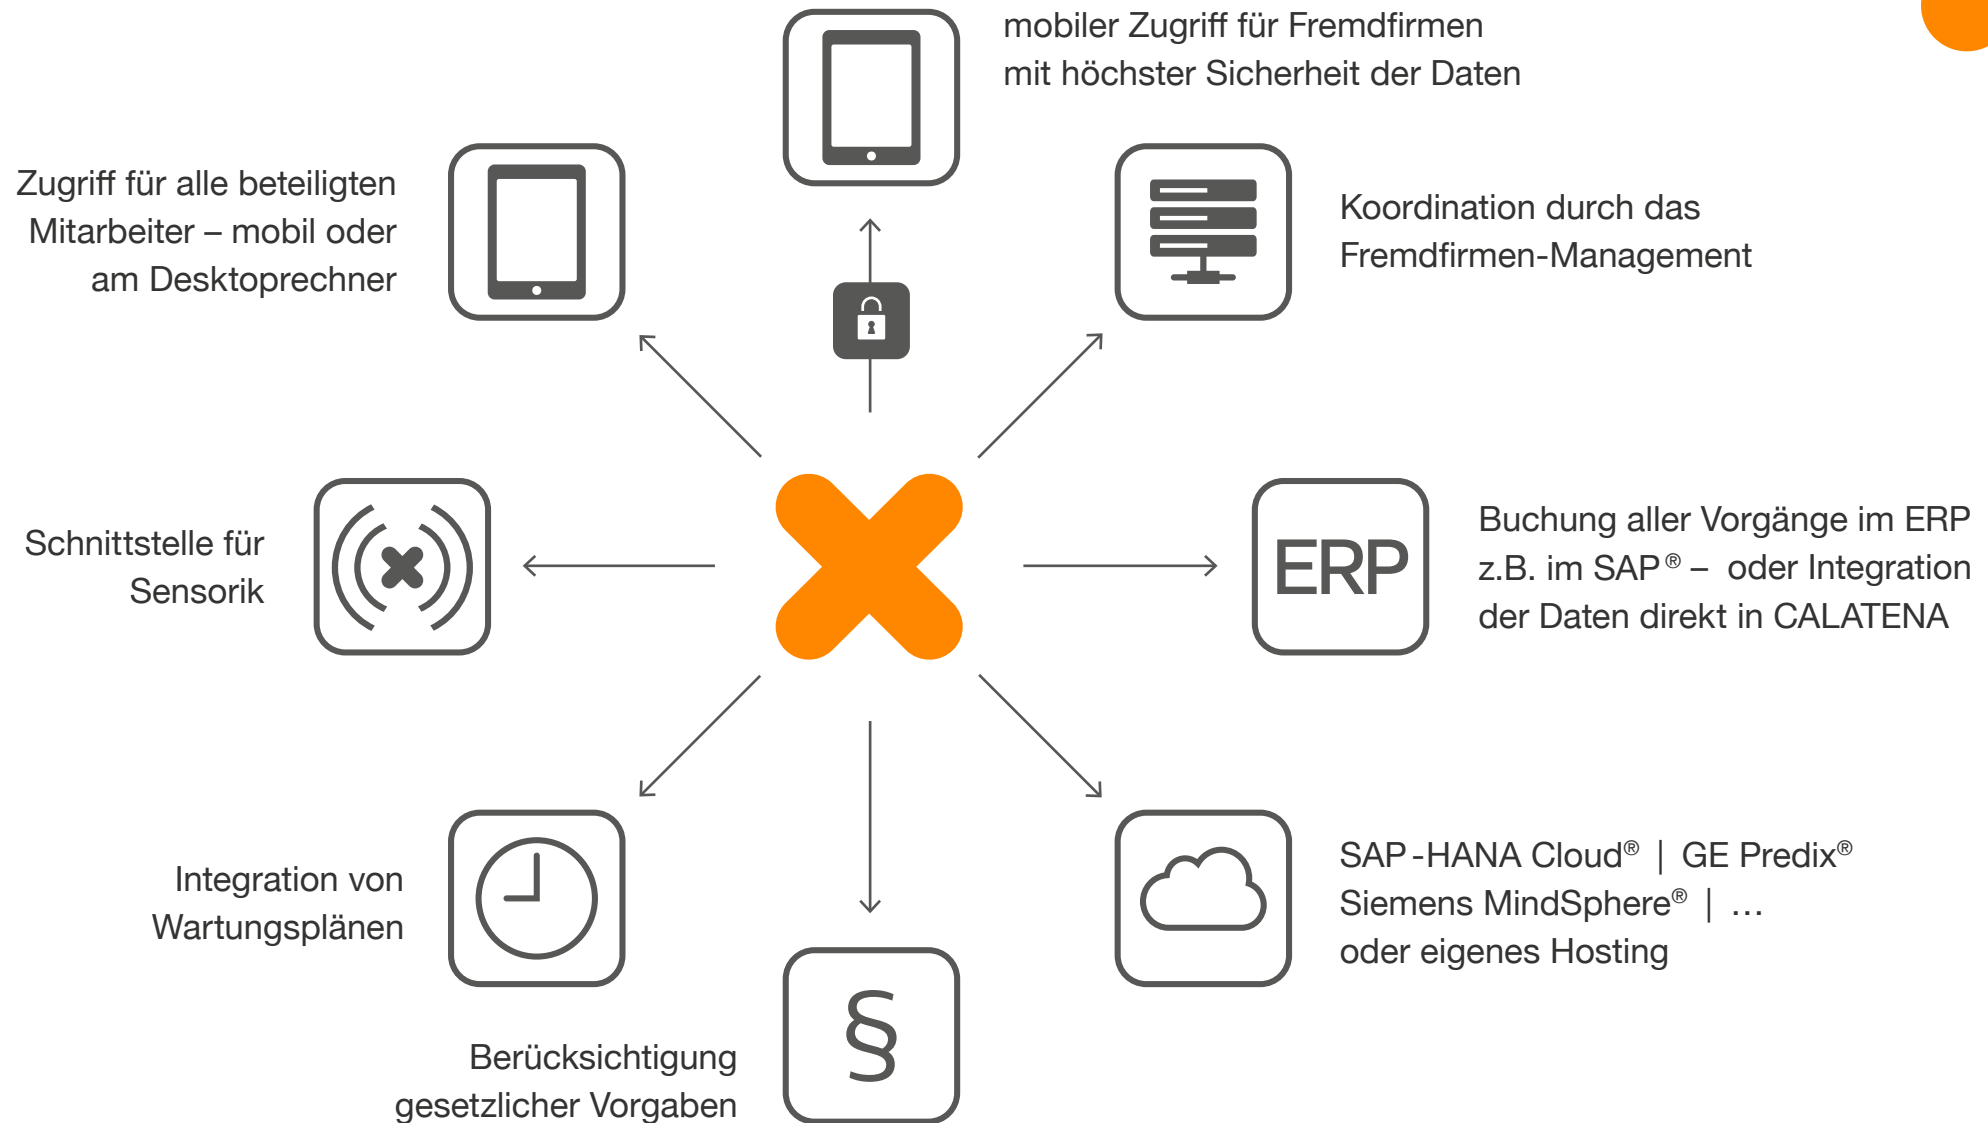 mobiler Zugriff für Fremdfirmen
mit höchster Sicherheit der Daten
Zugriff für alle beteiligten
Mitarbeiter – mobil oder
am Desktoprechner
Koordination durch das
Fremdfirmen-Management
Schnittstelle für
Sensorik
ERP
Buchung aller Vorgänge im ERP
z.B. im SAP® – oder Integration
der Daten direkt in CALATENA
Integration von
Wartungsplänen
SAP-HANA Cloud® | GE Predix®
Siemens MindSphere® | …
oder eigenes Hosting
§
Berücksichtigung
gesetzlicher Vorgaben